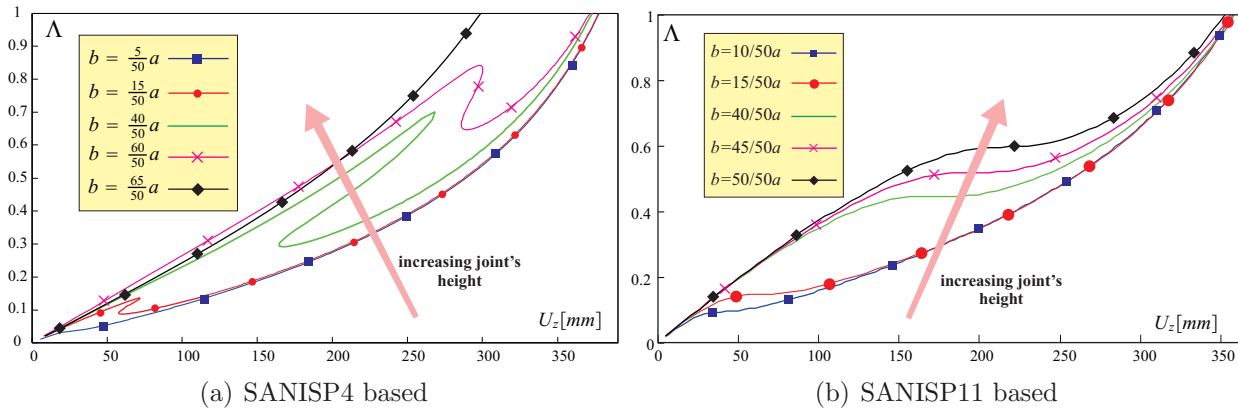 1
0.9
0.8
0.7
0.6
0.5
0.4
0.3
0.2
0.1
0
Λ
b = 5/50 a
b = 15/50 a
b = 40/50 a
b = 60/50 a
b = 65/50 a
increasing joint's
height
U_z[mm]
0 50 100 150 200 250 300 350
(a) SANISP4 based
1
0.8
0.6
0.4
0.2
0
Λ
b=10/50a
b=15/50a
b=40/50a
b=45/50a
b=50/50a
increasing joint's
height
U_z[mm]
0 50 100 150 200 250 300 350
(b) SANISP11 based